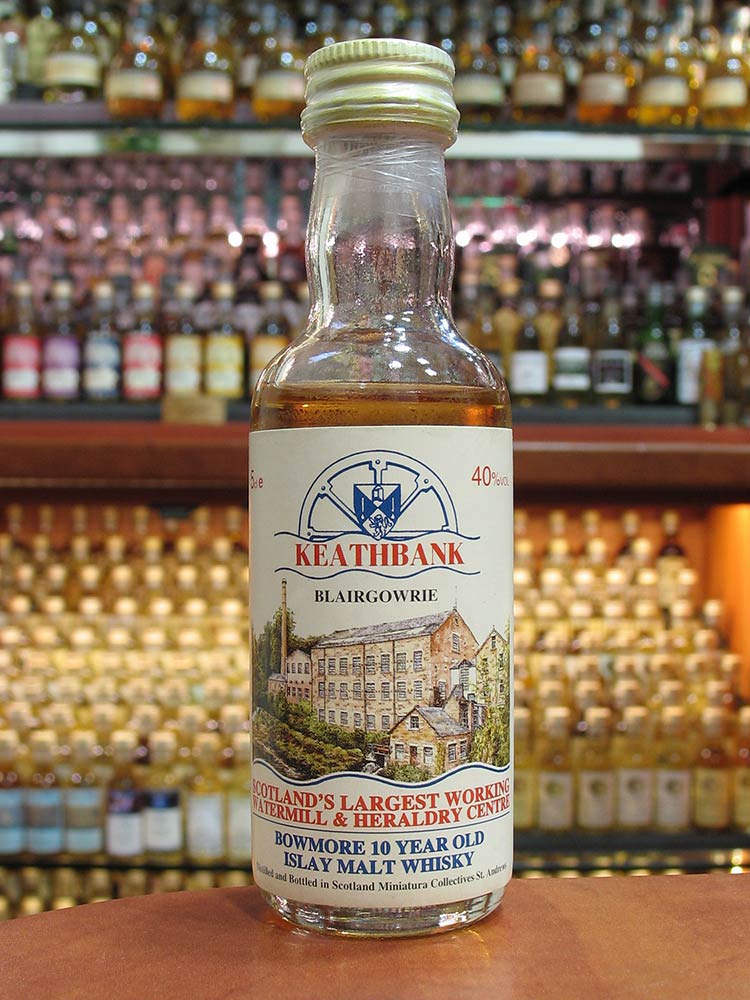 5cl e
40%VOL
KEATHBANK
BLAIRGOWRIE
SCOTLAND'S LARGEST WORKING
WATERMILL & HERALDRY CENTRE
BOWMORE 10 YEAR OLD
ISLAY MALT WHISKY
Distilled and Bottled in Scotland Miniatura Collectives St. Andrews